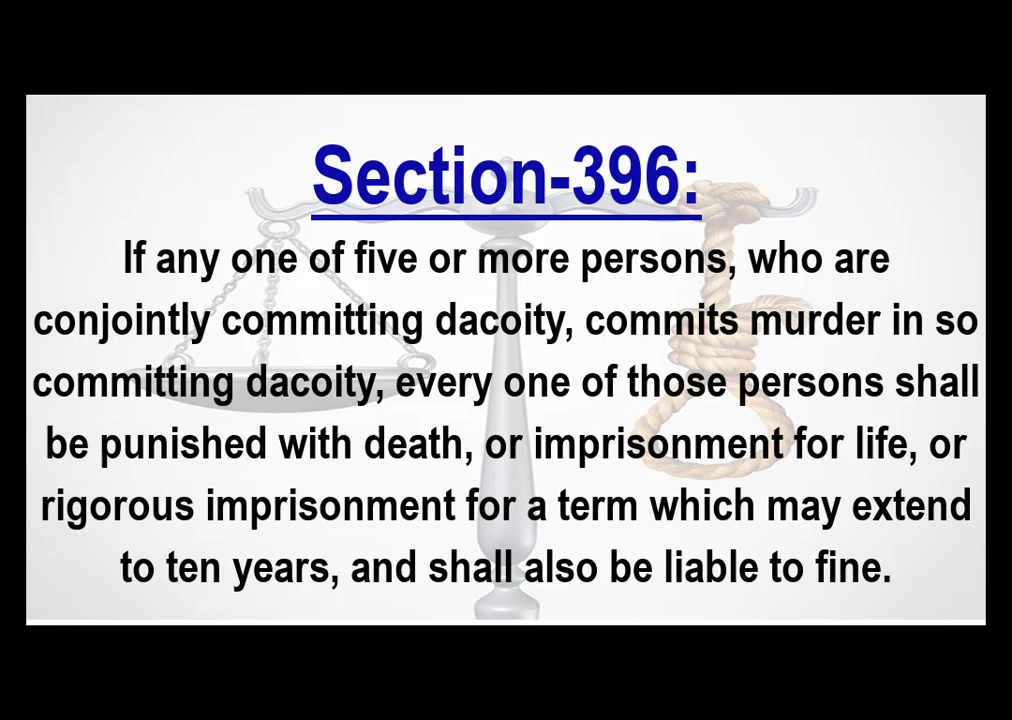 Section-396:
If any one of five or more persons, who are
conjointly committing dacoity, commits murder in so
committing dacoity, every one of those persons shall
be punished with death, or imprisonment for life, or
rigorous imprisonment for a term which may extend
to ten years, and shall also be liable to fine.